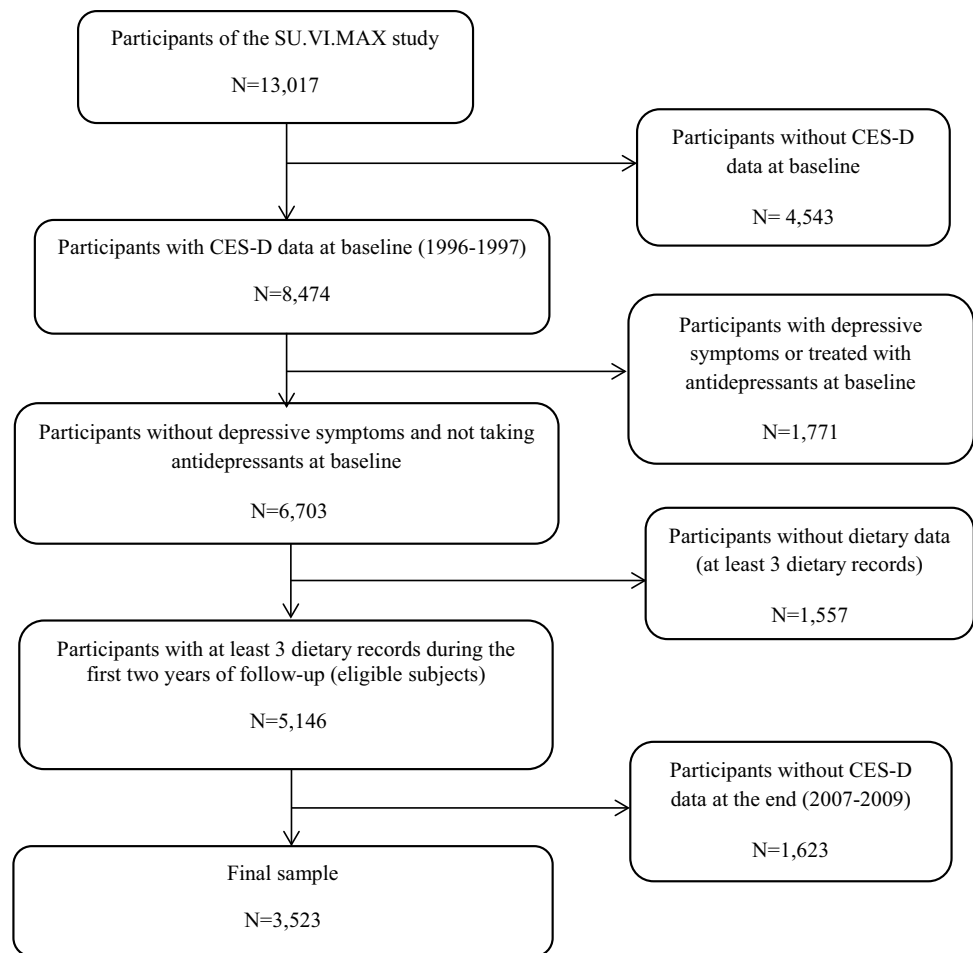 Participants of the SU.VI.MAX study
N=13,017
Participants without CES-D
data at baseline
N= 4,543
Participants with CES-D data at baseline (1996-1997)
N=8,474
Participants with depressive
symptoms or treated with
antidepressants at baseline
N=1,771
Participants without depressive symptoms and not taking
antidepressants at baseline
N=6,703
Participants without dietary data
(at least 3 dietary records)
N=1,557
Participants with at least 3 dietary records during the
first two years of follow-up (eligible subjects)
N=5,146
Participants without CES-D
data at the end (2007-2009)
N=1,623
Final sample
N=3,523